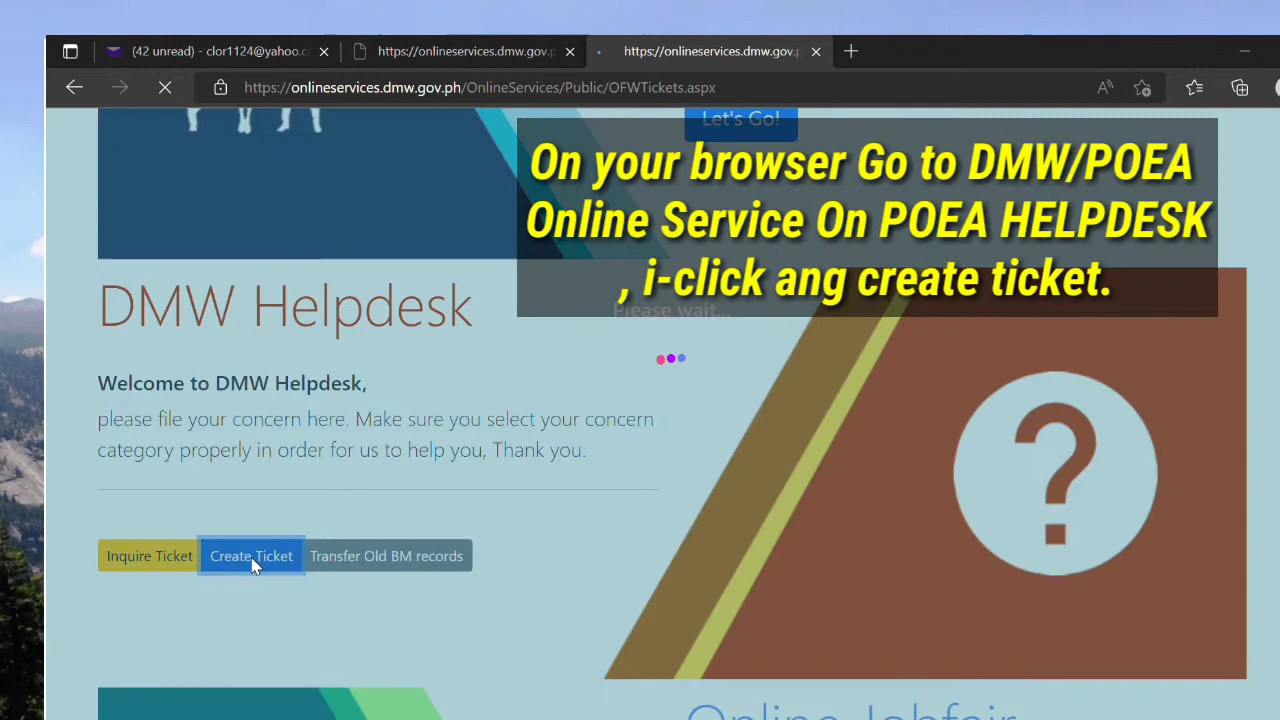 (42 unread) - clor1124@yahoo.c
https://onlineservices.dmw.gov.
https://onlineservices.dmw.gov.
https://onlineservices.dmw.gov.ph/OnlineServices/Public/OFWTickets.aspx
Let's Go!
On your browser Go to DMW/POEA
Online Service On POEA HELPDESK
, i-click ang create ticket.
DMW Helpdesk
Please wait...
Welcome to DMW Helpdesk,
please file your concern here. Make sure you select your concern
category properly in order for us to help you, Thank you.
Inquire Ticket Create Ticket Transfer Old BM records
Online Jobfair